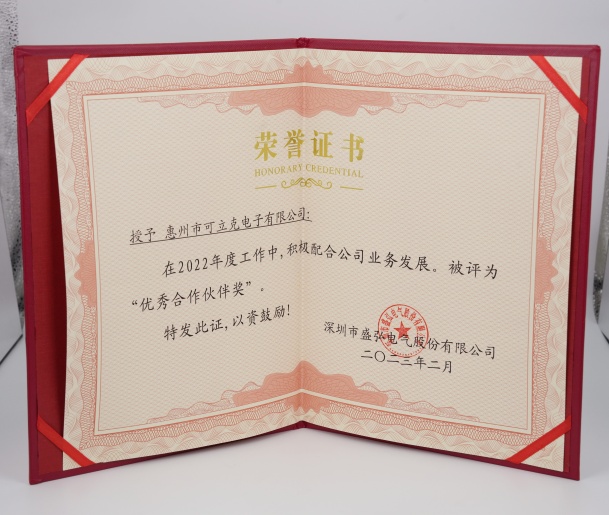 荣誉证书
HONORARY CREDENTIAL
授予 惠州市可立克电子有限公司:
在2022年度工作中,积极配合公司业务发展。被评为
“优秀合作伙伴奖”。
特发此证,以资鼓励!
深圳市盛弘电气股份有限公司
二〇二三年二月